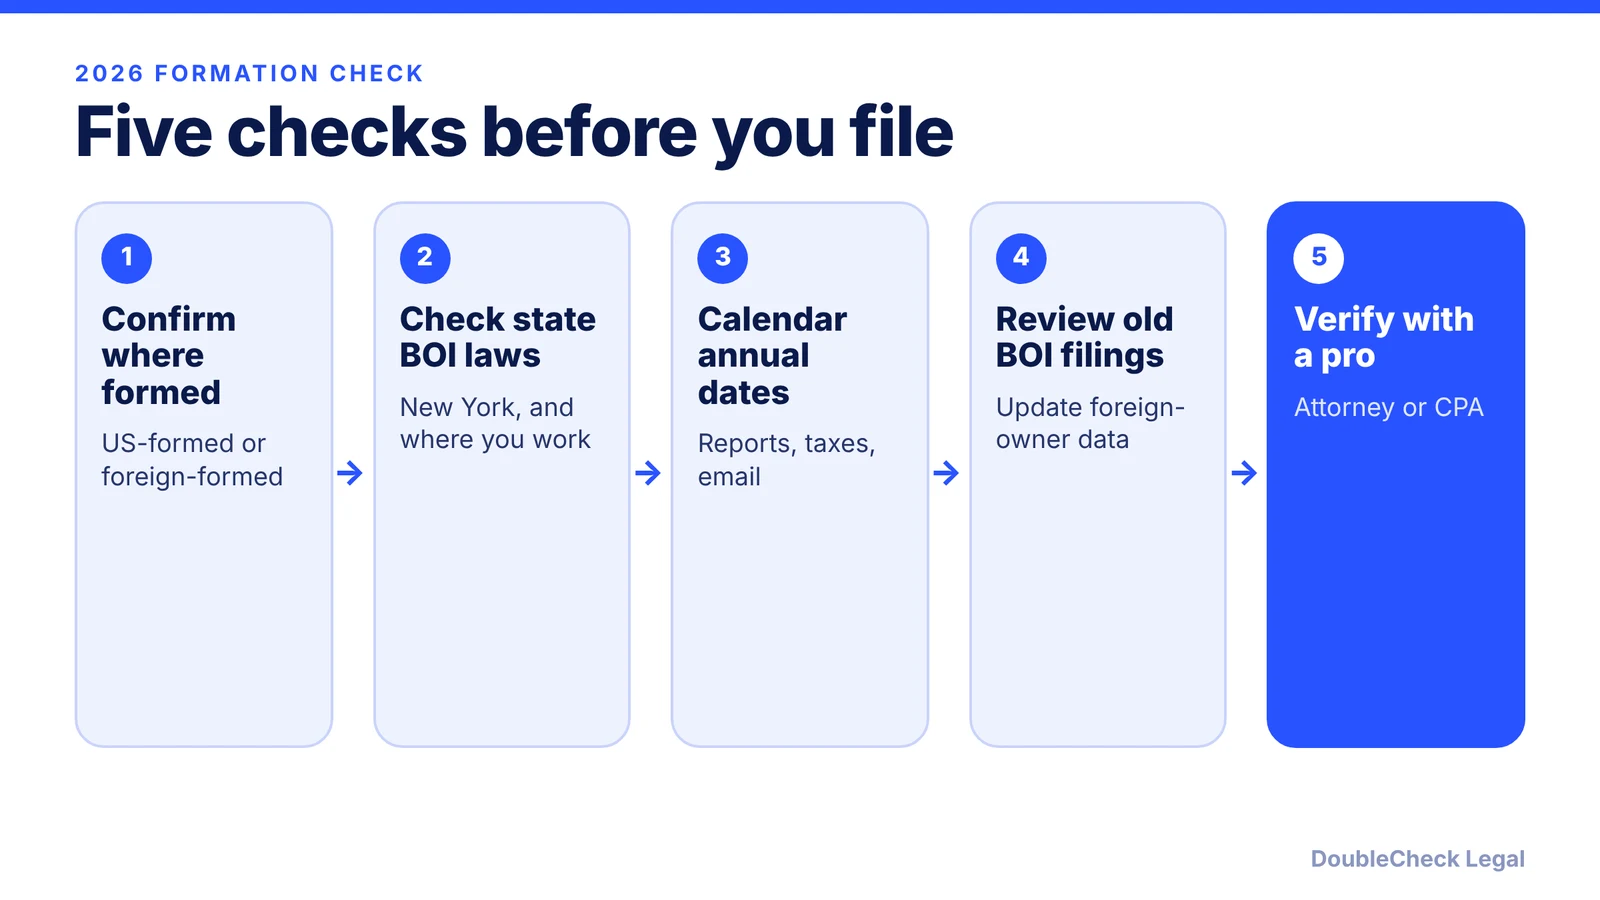 2026 FORMATION CHECK
Five checks before you file
1
Confirm
where
formed
US-formed or
foreign-formed
→
2
Check state
BOI laws
New York, and
where you work
→
3
Calendar
annual
dates
Reports, taxes,
email
→
4
Review old
BOI filings
Update foreign-
owner data
→
5
Verify with
a pro
Attorney or CPA
DoubleCheck Legal